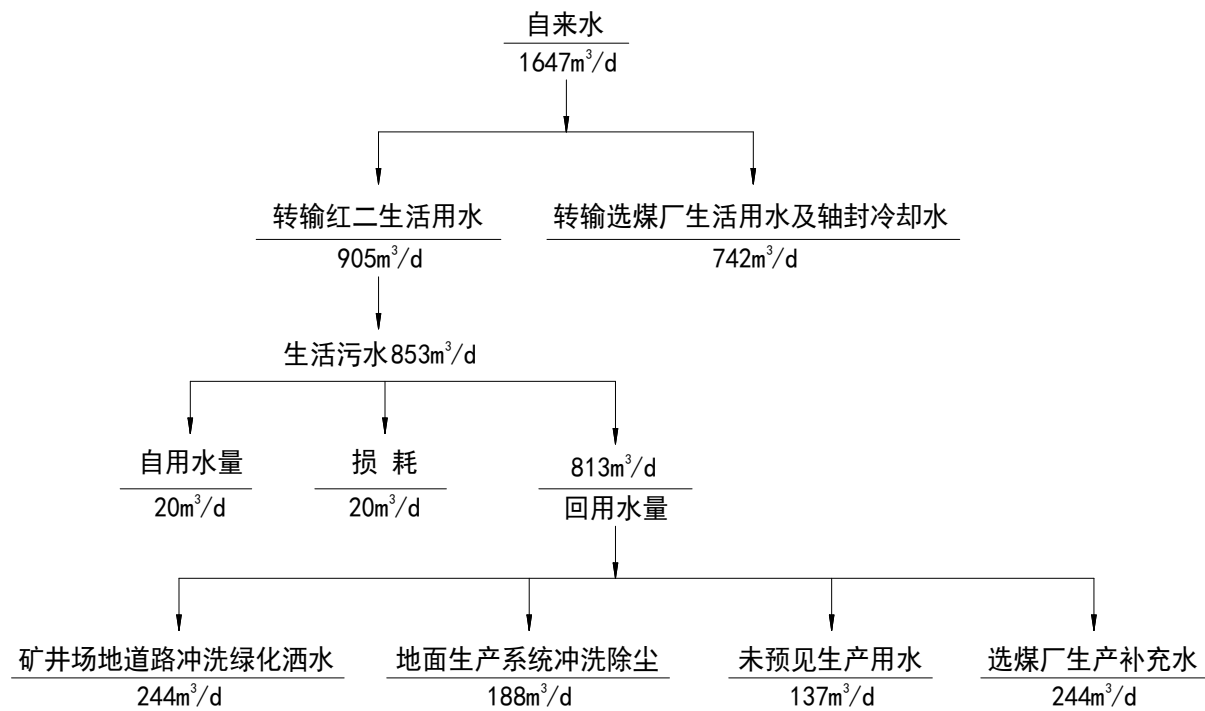 自来水
1647m³/d
转输红二生活用水
905m³/d
转输选煤厂生活用水及轴封冷却水
742m³/d
生活污水853m³/d
自用水量
20m³/d
损 耗
20m³/d
813m³/d
回用水量
矿井场地道路冲洗绿化洒水
244m³/d
地面生产系统冲洗除尘
188m³/d
未预见生产用水
137m³/d
选煤厂生产补充水
244m³/d